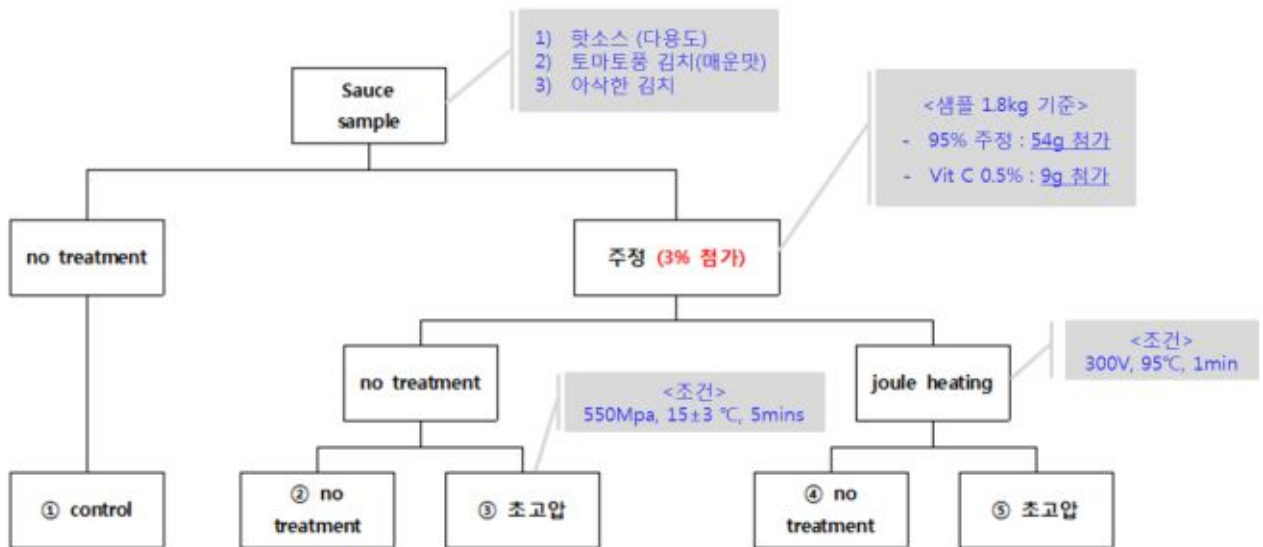 1) 핫소스 (다용도)
2) 토마토풍 김치(매운맛)
3) 아삭한 김치
Sauce
sample
<샘플 1.8kg 기준>
- 95% 주정 : 54g 첨가
- Vit C 0.5% : 9g 첨가
no treatment
주정 (3% 첨가)
<조건>
300V, 95℃, 1min
no treatment
joule heating
<조건>
550Mpa, 15±3 ℃, 5mins
① control
② no
treatment
③ 초고압
④ no
treatment
⑤ 초고압